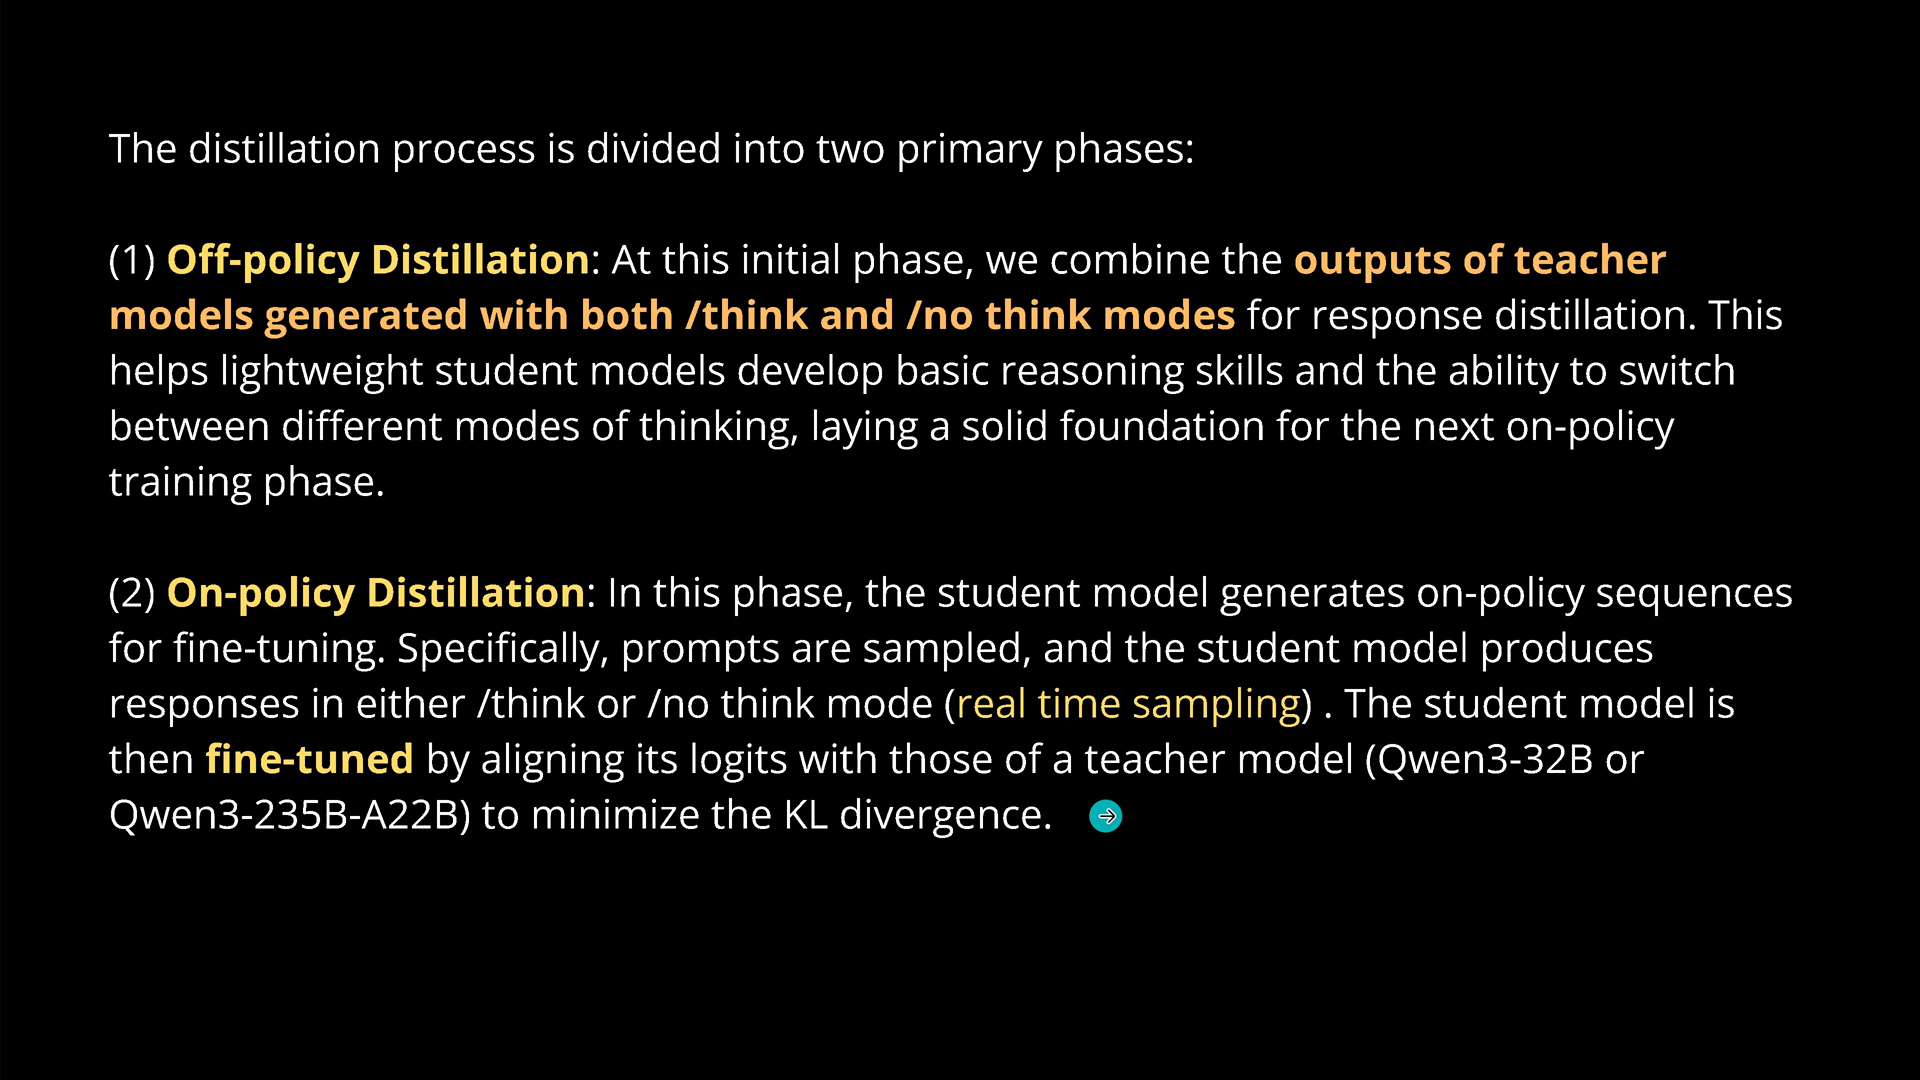 The distillation process is divided into two primary phases:
(1) Off-policy Distillation: At this initial phase, we combine the outputs of teacher
models generated with both /think and /no think modes for response distillation. This
helps lightweight student models develop basic reasoning skills and the ability to switch
between different modes of thinking, laying a solid foundation for the next on-policy
training phase.
(2) On-policy Distillation: In this phase, the student model generates on-policy sequences
for fine-tuning. Specifically, prompts are sampled, and the student model produces
responses in either /think or /no think mode (real time sampling) . The student model is
then fine-tuned by aligning its logits with those of a teacher model (Qwen3-32B or
Qwen3-235B-A22B) to minimize the KL divergence.